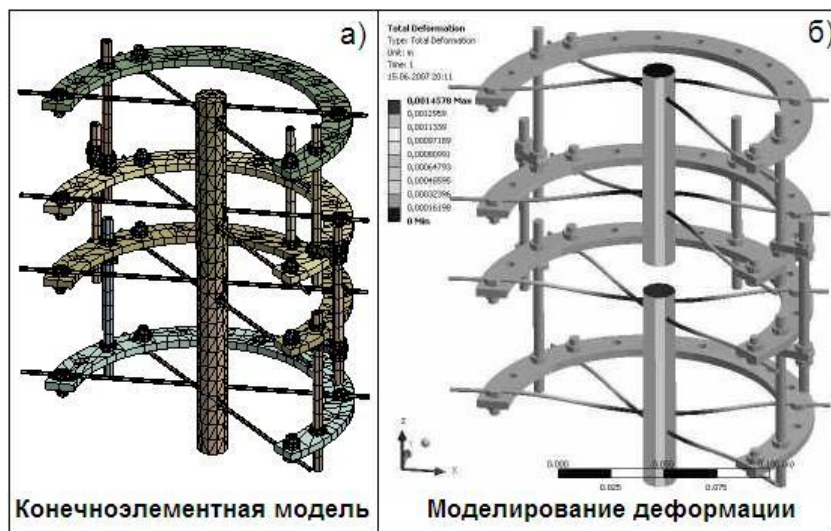 а)
Конечноэлементная модель
б)
Total Deformation
Type: Total Deformation
Unit: m
Time: 1
15.06.2007 20:11
0,0014578 Max
0,0012959
0,0011339
0,00097189
0,00080991
0,00064793
0,00048595
0,00032396
0,00016198
0 Min
Z
X
0.000
0.050
0.025
0.075
Моделирование деформации